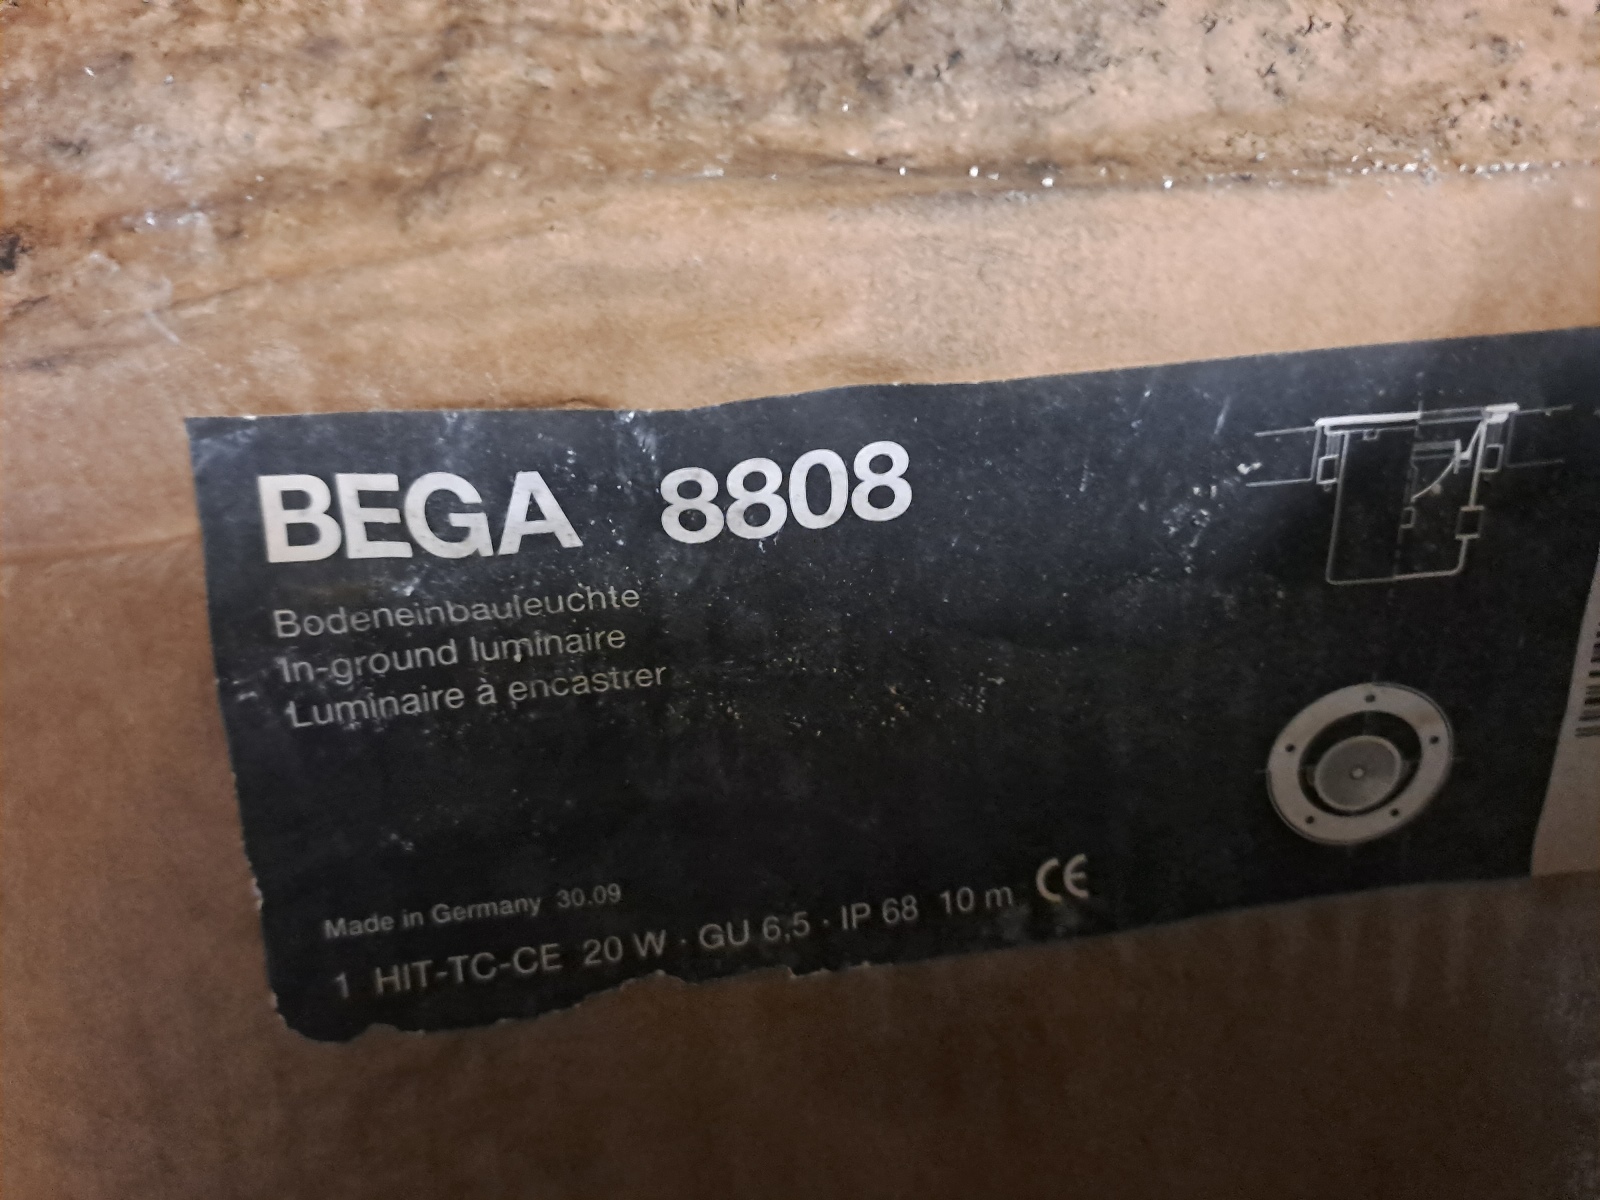 BEGA 8808
Bodeneinbauleuchte
In-ground luminaire
Luminaire à encastrer
Made in Germany 30.09
1 HIT-TC-CE 20 W · GU 6,5 · IP 68 10 m CE